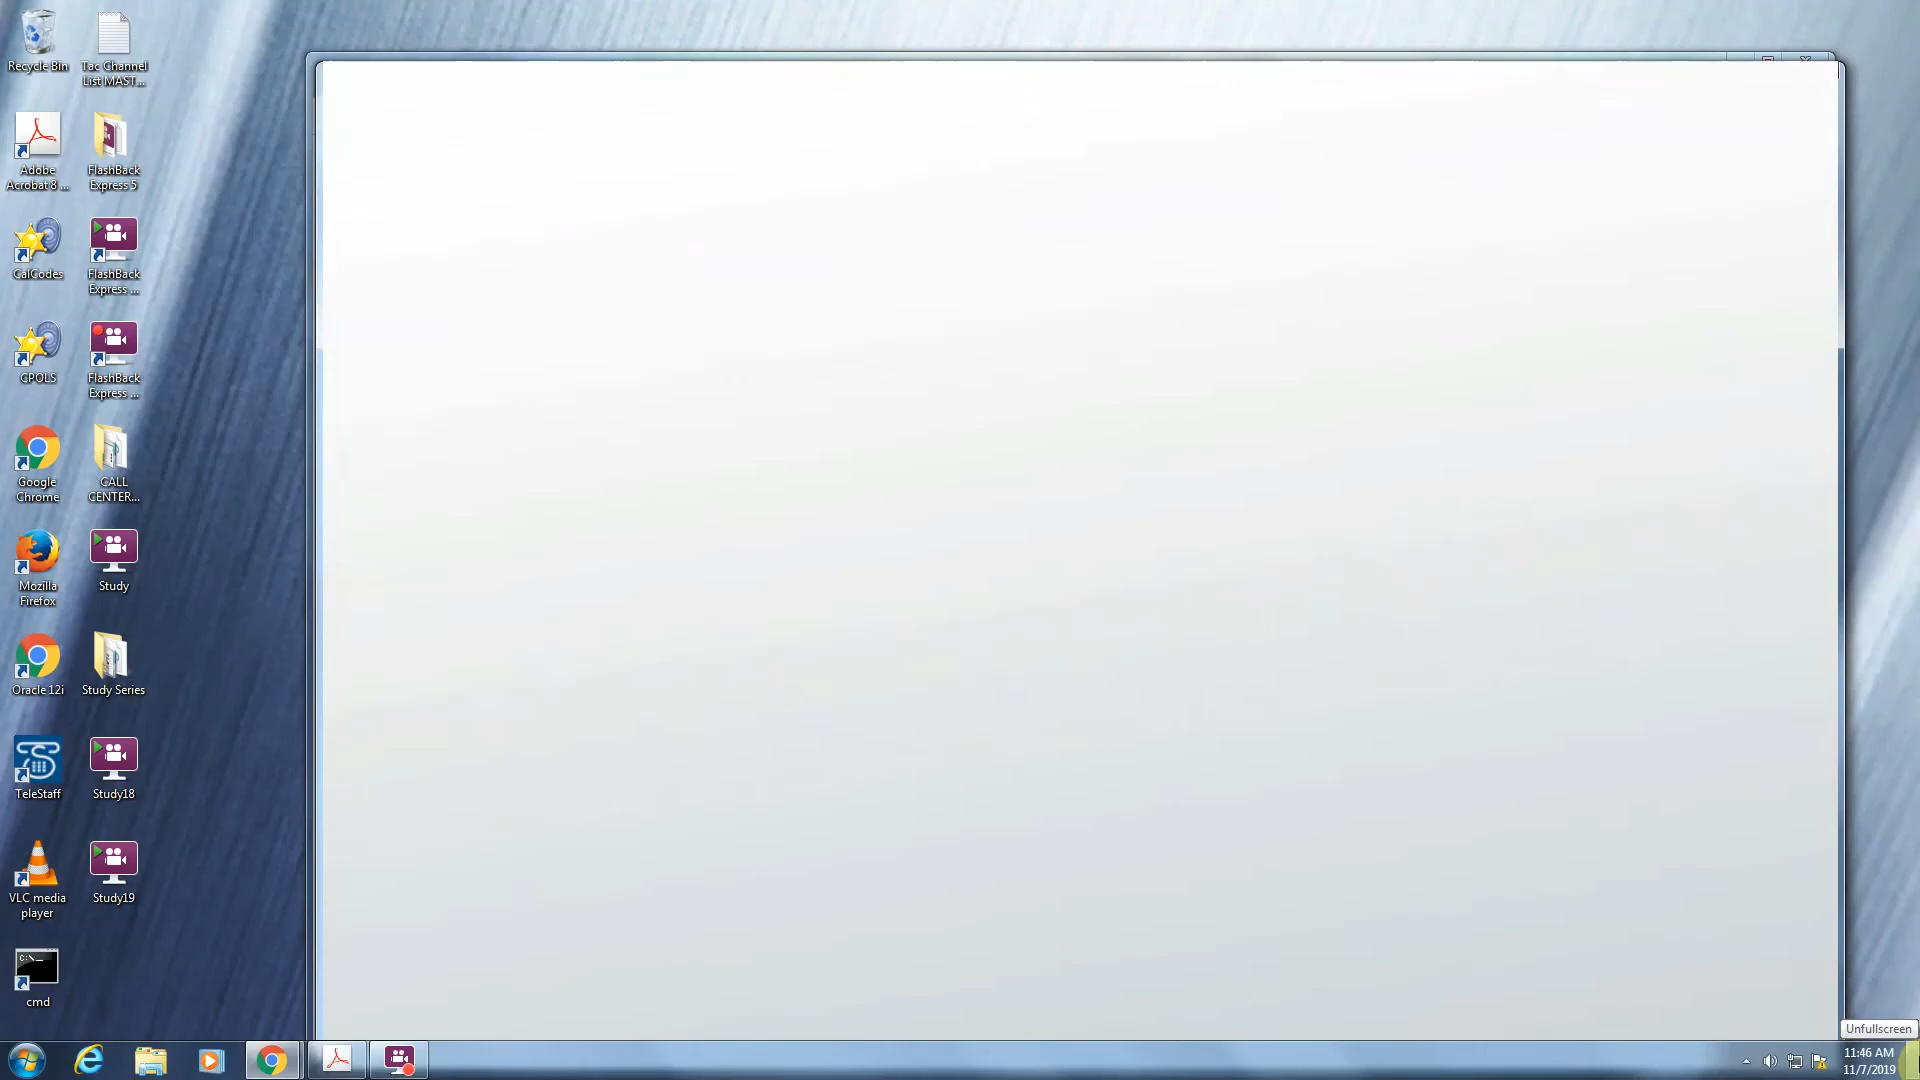 Recycle Bin
Tac Channel
List MAST...
Adobe
Acrobat 8 ...
FlashBack
Express 5
CalCodes
FlashBack
Express ...
CPOLS
FlashBack
Express ...
Google
Chrome
CALL
CENTER...
Mozilla
Firefox
Study
Oracle 12i
Study Series
TeleStaff
Study18
VLC media
player
Study19
C:\._
cmd
Unfullscreen
11:46 AM
11/7/2019